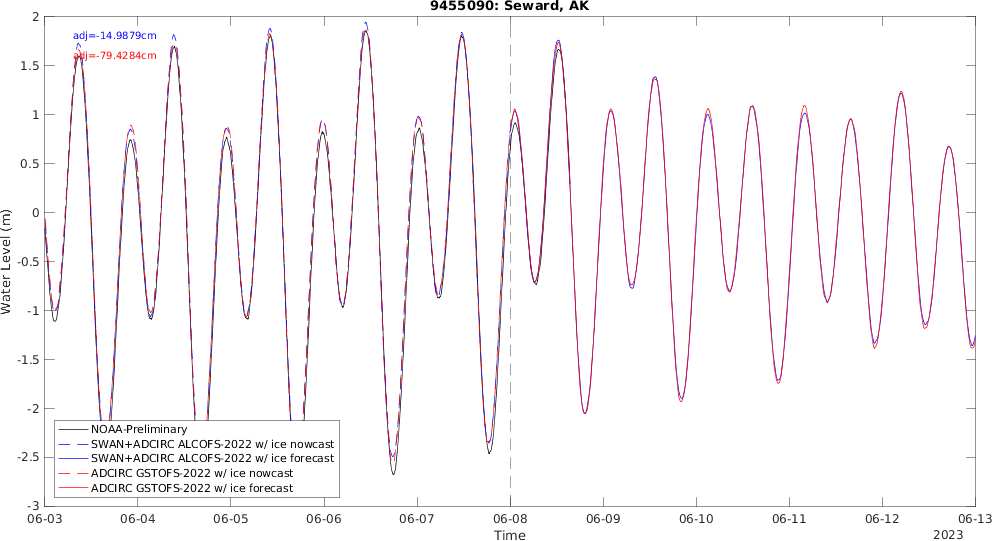 9455090: Seward, AK
adj=-14.9879cm
adj=-79.4284cm
Water Level (m)
2
1.5
1
0.5
0
-0.5
-1
-1.5
-2
-2.5
-3
NOAA-Preliminary
SWAN+ADCIRC ALCOFS-2022 w/ ice nowcast
SWAN+ADCIRC ALCOFS-2022 w/ ice forecast
ADCIRC GSTOFS-2022 w/ ice nowcast
ADCIRC GSTOFS-2022 w/ ice forecast
06-03 06-04 06-05 06-06 06-07 06-08 06-09 06-10 06-11 06-12 06-13
Time
2023